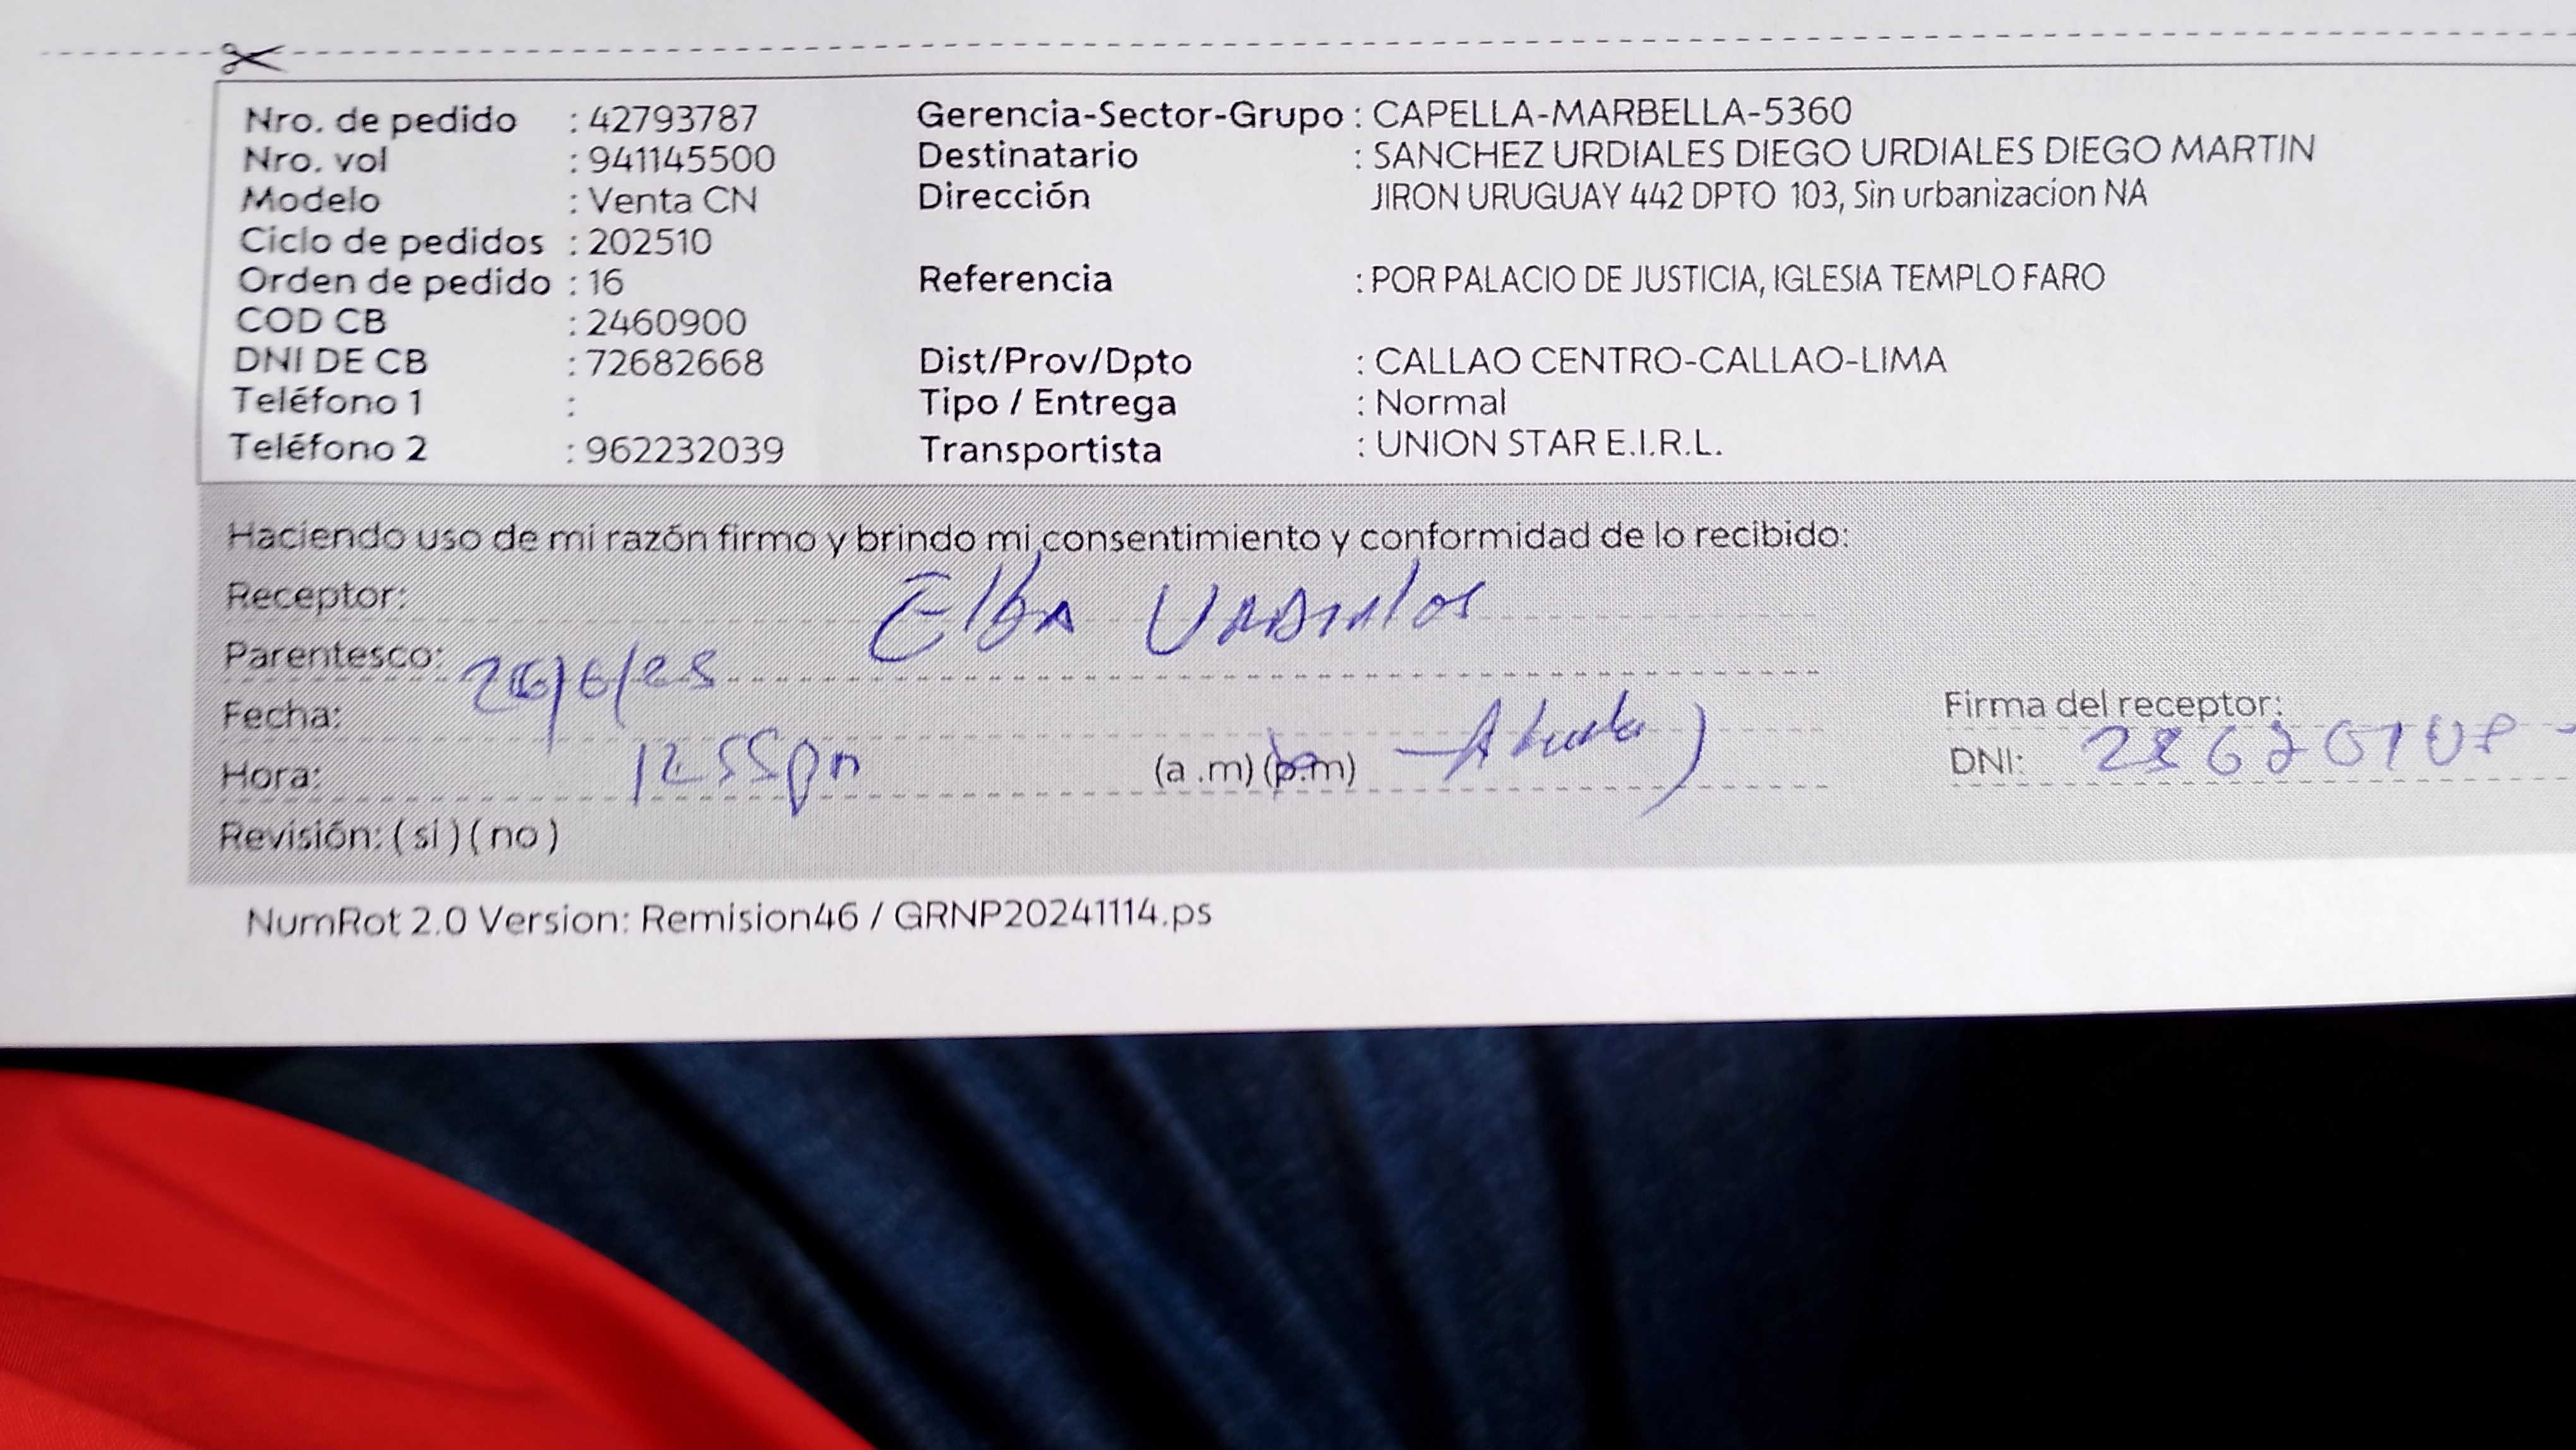 Nro. de pedido : 42793787
Nro. vol : 941145500
Modelo : Venta CN
Ciclo de pedidos : 202510
Orden de pedido : 16
COD CB : 2460900
DNI DE CB : 72682668
Teléfono 1 :
Teléfono 2 : 962232039
Gerencia-Sector-Grupo : CAPELLA-MARBELLA-5360
Destinatario : SANCHEZ URDIALES DIEGO URDIALES DIEGO MARTIN
Dirección JIRON URUGUAY 442 DPTO 103, Sin urbanizacion NA
Referencia : POR PALACIO DE JUSTICIA, IGLESIA TEMPLO FARO
Dist/Prov/Dpto : CALLAO CENTRO-CALLAO-LIMA
Tipo / Entrega : Normal
Transportista : UNION STAR E.I.R.L.
Haciendo uso de mi razón firmo y brindo mi consentimiento y conformidad de lo recibido:
Receptor: Elba Urdiales
Parentesco:
Fecha: 26/6/25
Hora: 12 55pm (a .m) (p.m) Abuela
Firma del receptor:
DNI:
Revisión: ( si ) ( no )
NumRot 2.0 Version: Remision46 / GRNP20241114.ps